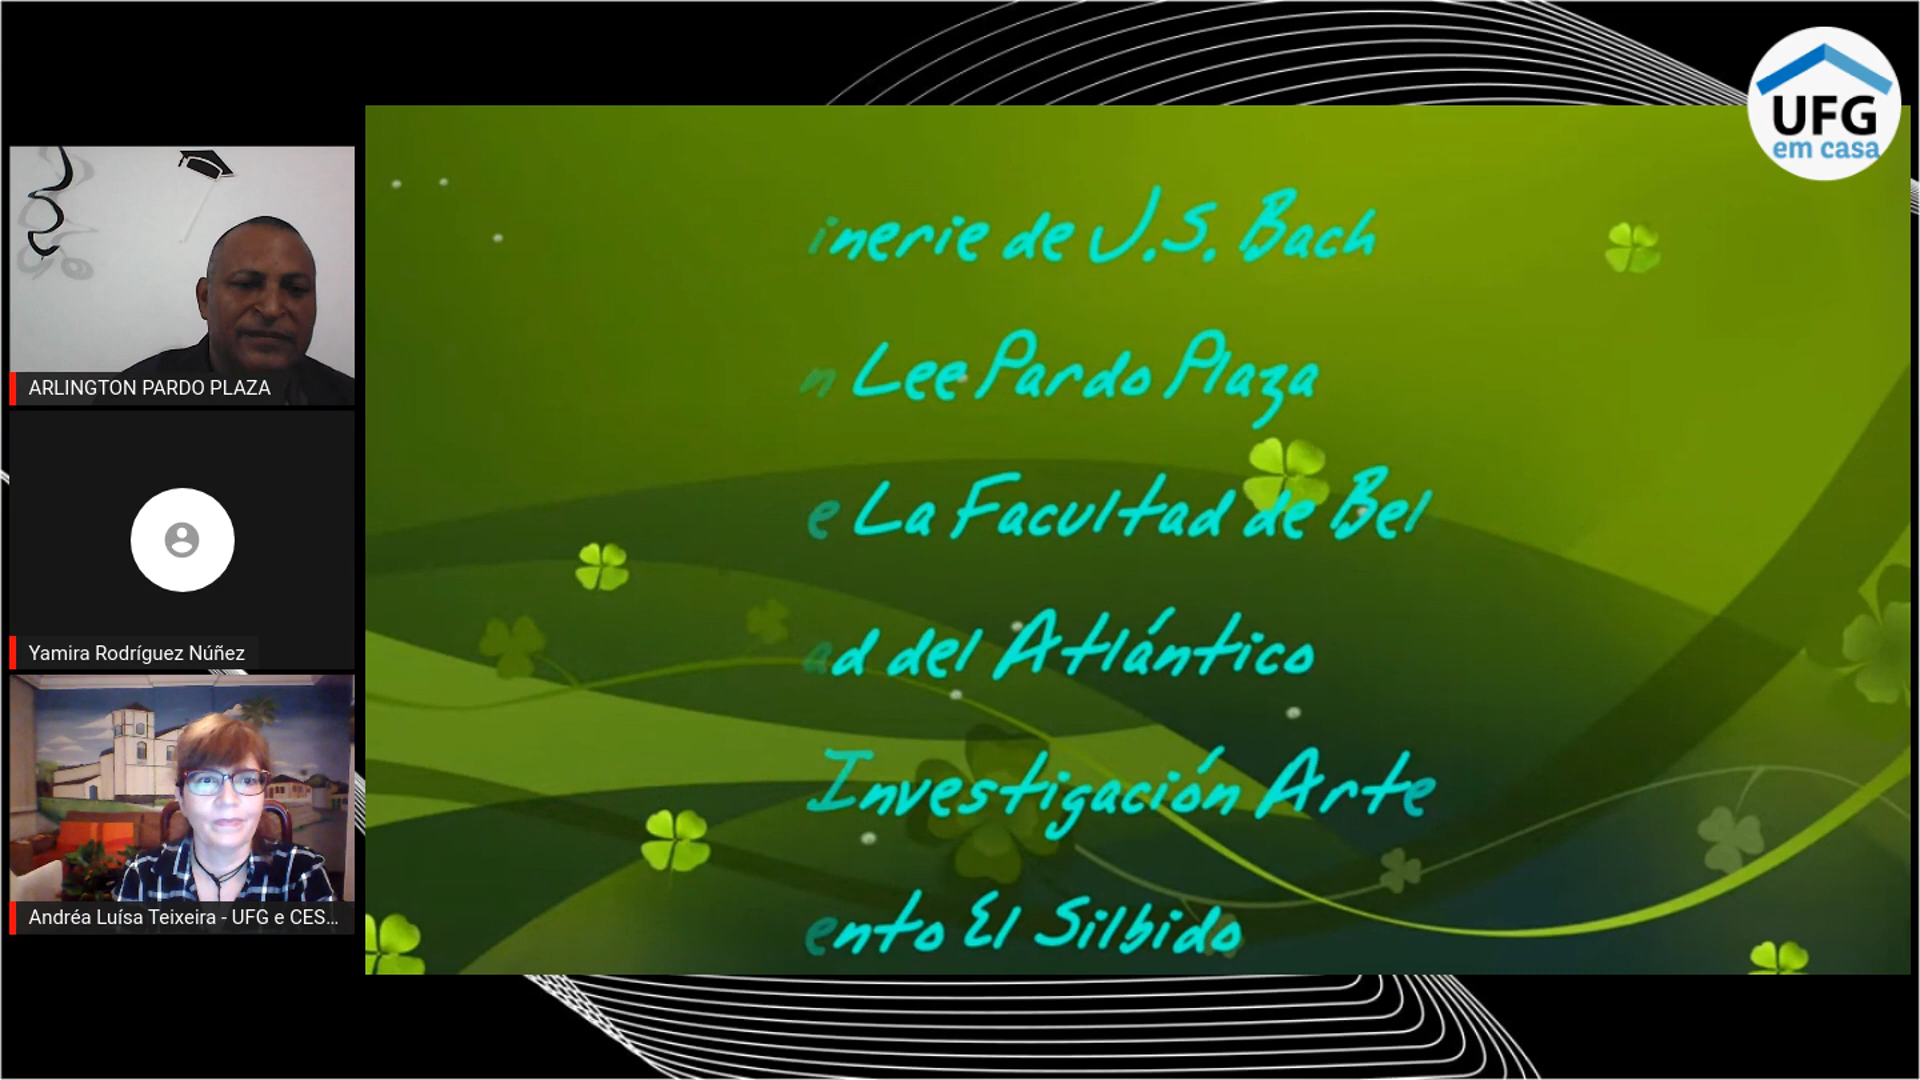 UFG
em casa
inerie de J.S. Bach
n Lee Pardo Plaza
e La Facultad de Bel
ad del Atlántico
Investigación Arte
ento El Silbido
ARLINGTON PARDO PLAZA
Yamira Rodríguez Núñez
Andréa Luísa Teixeira - UFG e CES...